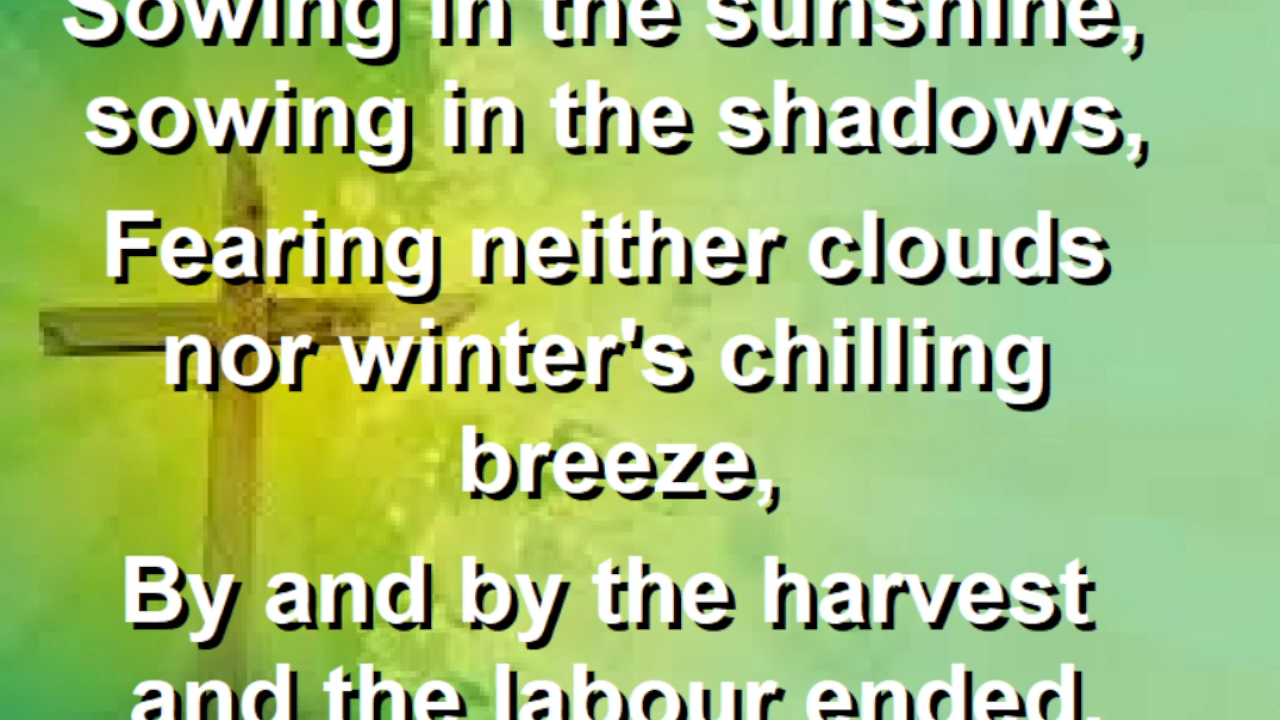 Sowing in the sunshine,
sowing in the shadows,
Fearing neither clouds
nor winter's chilling
breeze,
By and by the harvest
and the labour ended,